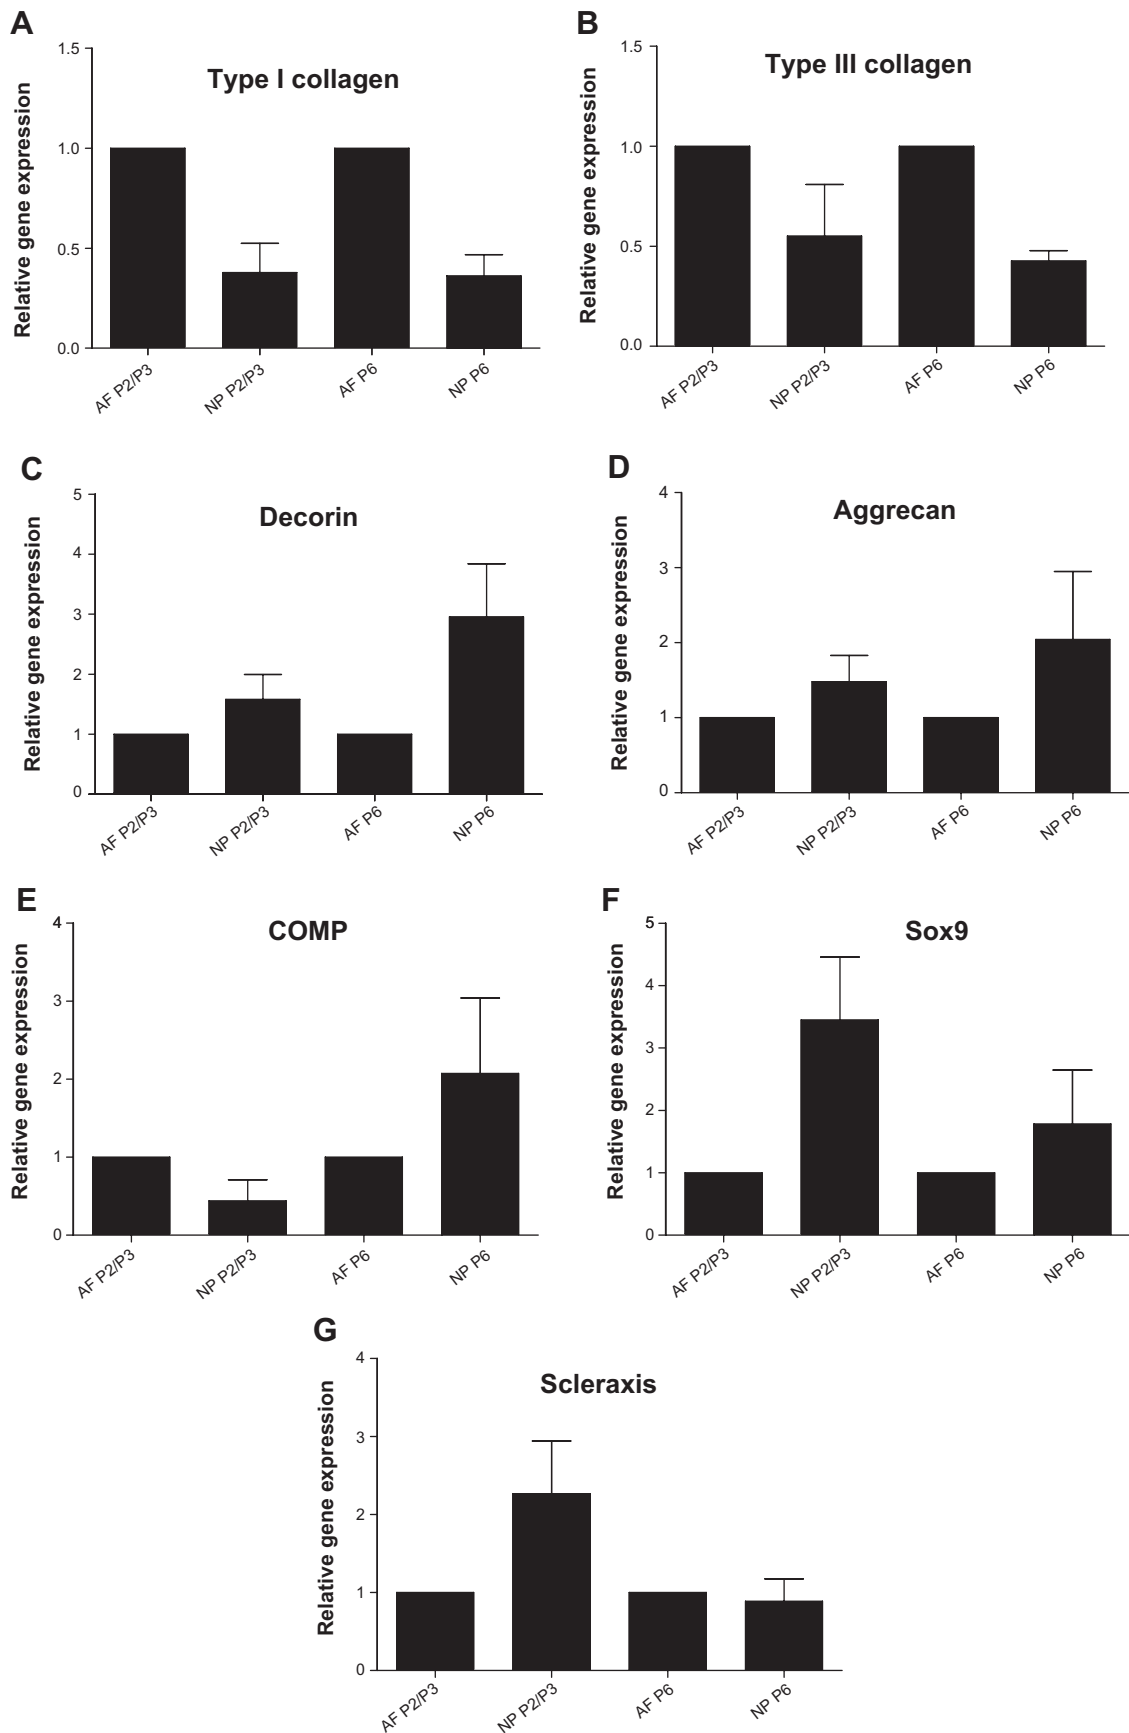 A
Type I collagen
Relative gene expression
1.5
1.0
0.5
0.0
AF P2/P3
NP P2/P3
AF P6
NP P6
B
Type III collagen
Relative gene expression
1.5
1.0
0.5
0.0
AF P2/P3
NP P2/P3
AF P6
NP P6
C
Decorin
Relative gene expression
5
4
3
2
1
0
AF P2/P3
NP P2/P3
AF P6
NP P6
D
Aggrecan
Relative gene expression
4
3
2
1
0
AF P2/P3
NP P2/P3
AF P6
NP P6
E
COMP
Relative gene expression
4
3
2
1
0
AF P2/P3
NP P2/P3
AF P6
NP P6
F
Sox9
Relative gene expression
5
4
3
2
1
0
AF P2/P3
NP P2/P3
AF P6
NP P6
G
Scleraxis
Relative gene expression
4
3
2
1
0
AF P2/P3
NP P2/P3
AF P6
NP P6